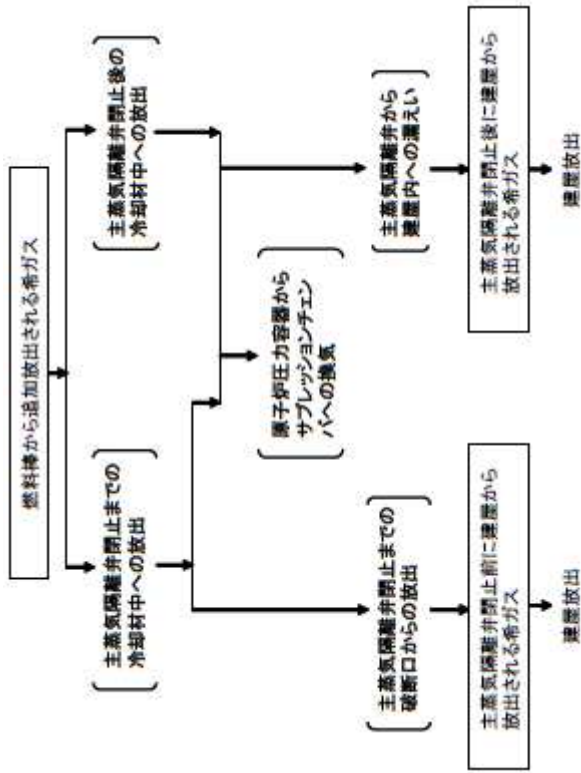 燃料棒から追加放出される希ガス
主蒸気隔離弁閉止までの
冷却材中への放出
主蒸気隔離弁閉止後の
冷却材中への放出
原子炉圧力容器から
サプレッションチェン
バへの換気
主蒸気隔離弁閉止までの
破断口からの放出
主蒸気隔離弁から
建屋内への漏えい
主蒸気隔離弁閉止前に建屋から
放出される希ガス
主蒸気隔離弁閉止後に建屋から
放出される希ガス
建屋放出
建屋放出